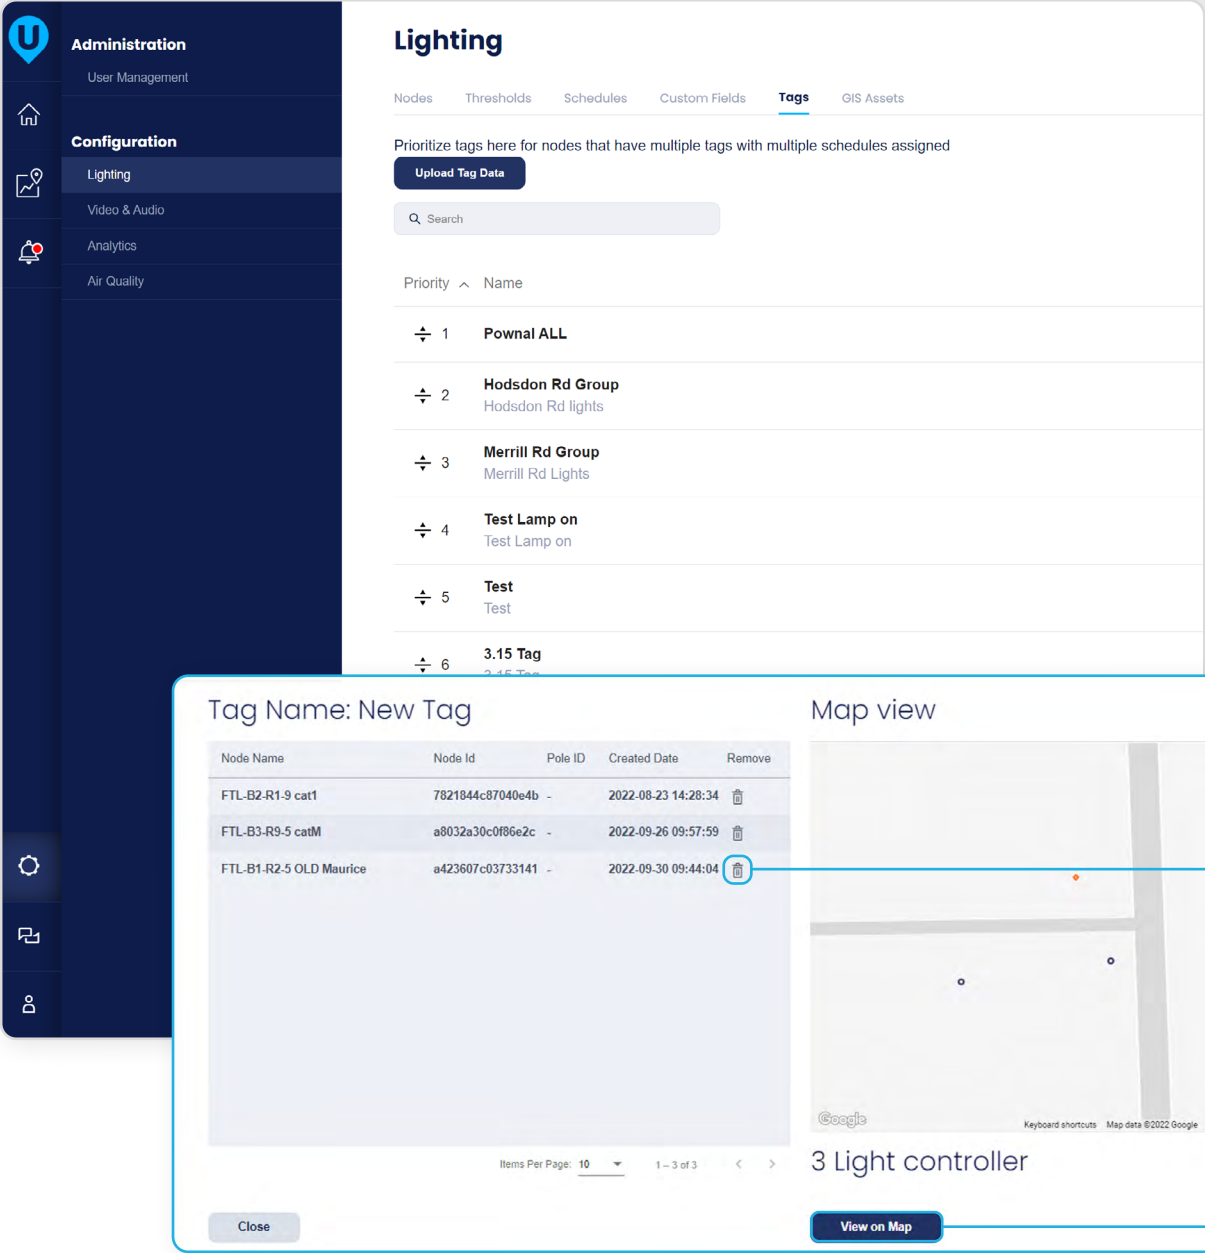 U
Administration
User Management
Configuration
Lighting
Video & Audio
Analytics
Air Quality
Lighting
Nodes Thresholds Schedules Custom Fields Tags GIS Assets
Prioritize tags here for nodes that have multiple tags with multiple schedules assigned
Upload Tag Data
Search
Priority Name
1 Pownal ALL
2 Hodsdon Rd Group
Hodsdon Rd lights
3 Merrill Rd Group
Merrill Rd Lights
4 Test Lamp on
Test Lamp on
5 Test
Test
6 3.15 Tag
3.15 Tag
Tag Name: New Tag
Node Name Node Id Pole ID Created Date Remove
FTL-B2-R1-9 cat1 7821844c87040e4b - 2022-08-23 14:28:34
FTL-B3-R9-5 catM a8032a30c0f86e2c - 2022-09-26 09:57:59
FTL-B1-R2-5 OLD Maurice a423607c03733141 - 2022-09-30 09:44:04
Items Per Page: 10 1 – 3 of 3
Close
Map view
Google
Keyboard shortcuts Map data ©2022 Google
3 Light controller
View on Map